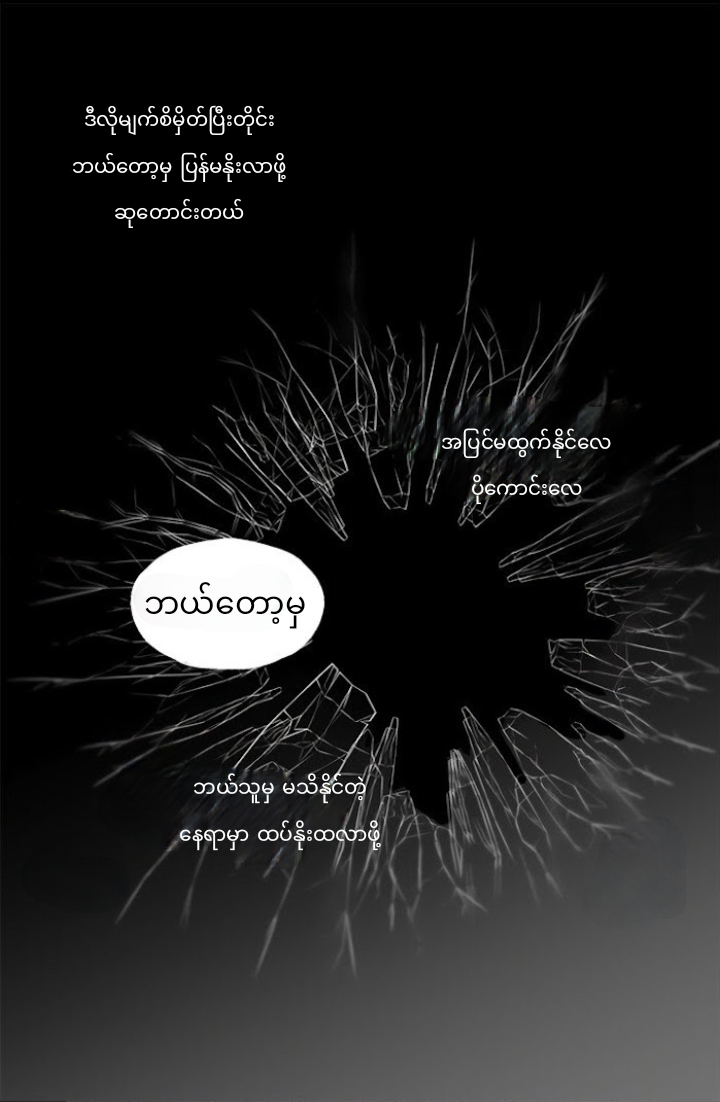 ဒီလိုမျက်စိမှိတ်ပြီးတိုင်း
ဘယ်တော့မှ ပြန်မနိုးလာဖို့
ဆုတောင်းတယ်
အပြင်မထွက်နိုင်လေ
ပိုကောင်းလေ
ဘယ်တော့မှ
ဘယ်သူမှ မသိနိုင်တဲ့
နေရာမှာ ထပ်နိုးထလာဖို့